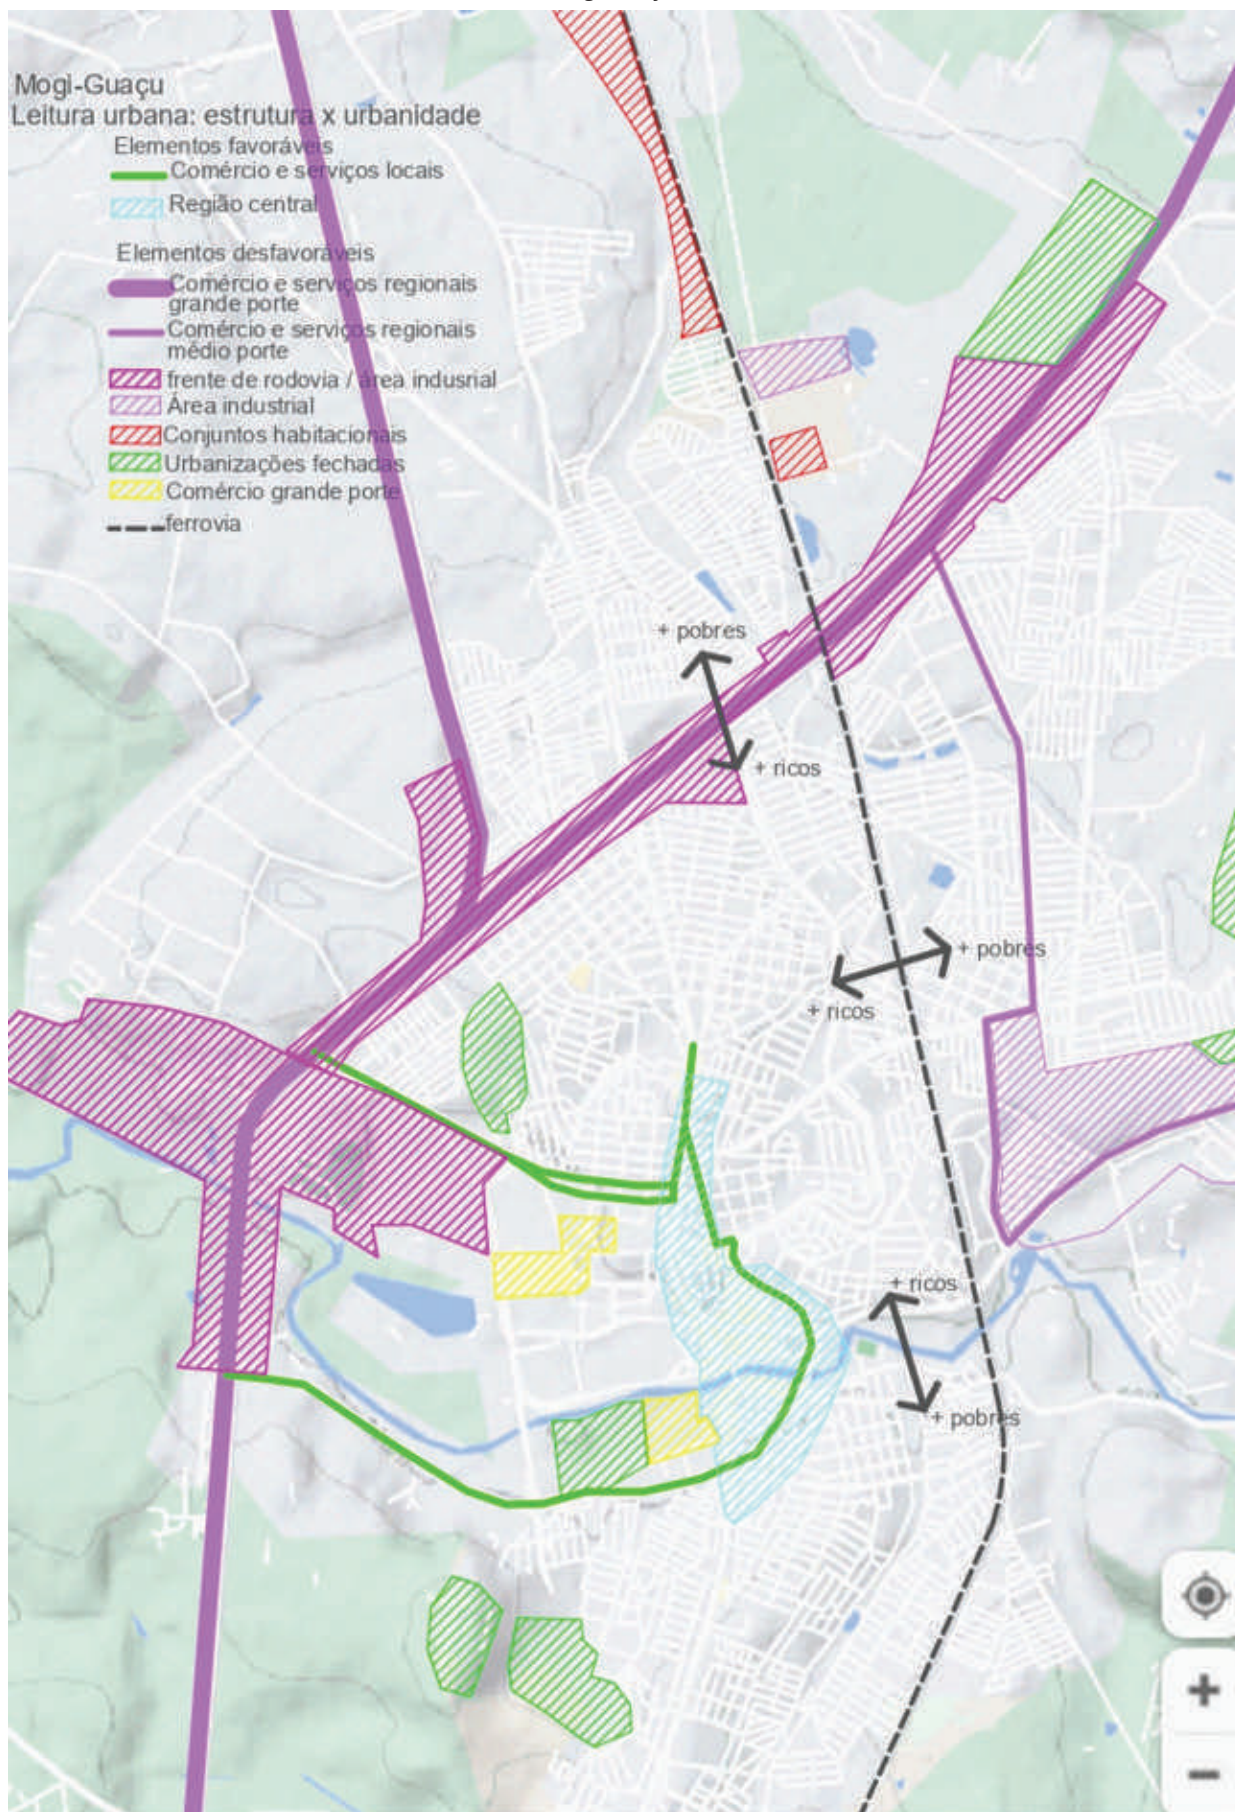 Mogi-Guaçu
Leitura urbana: estrutura x urbanidade
Elementos favoráveis
Comércio e serviços locais
Região central
Elementos desfavoráveis
Comércio e serviços regionais
grande porte
Comércio e serviços regionais
médio porte
frente de rodovia / área indusrial
Área industrial
Conjuntos habitacionais
Urbanizações fechadas
Comércio grande porte
ferrovia
+ pobres
+ ricos
+ pobres
+ ricos
+ ricos
+ pobres